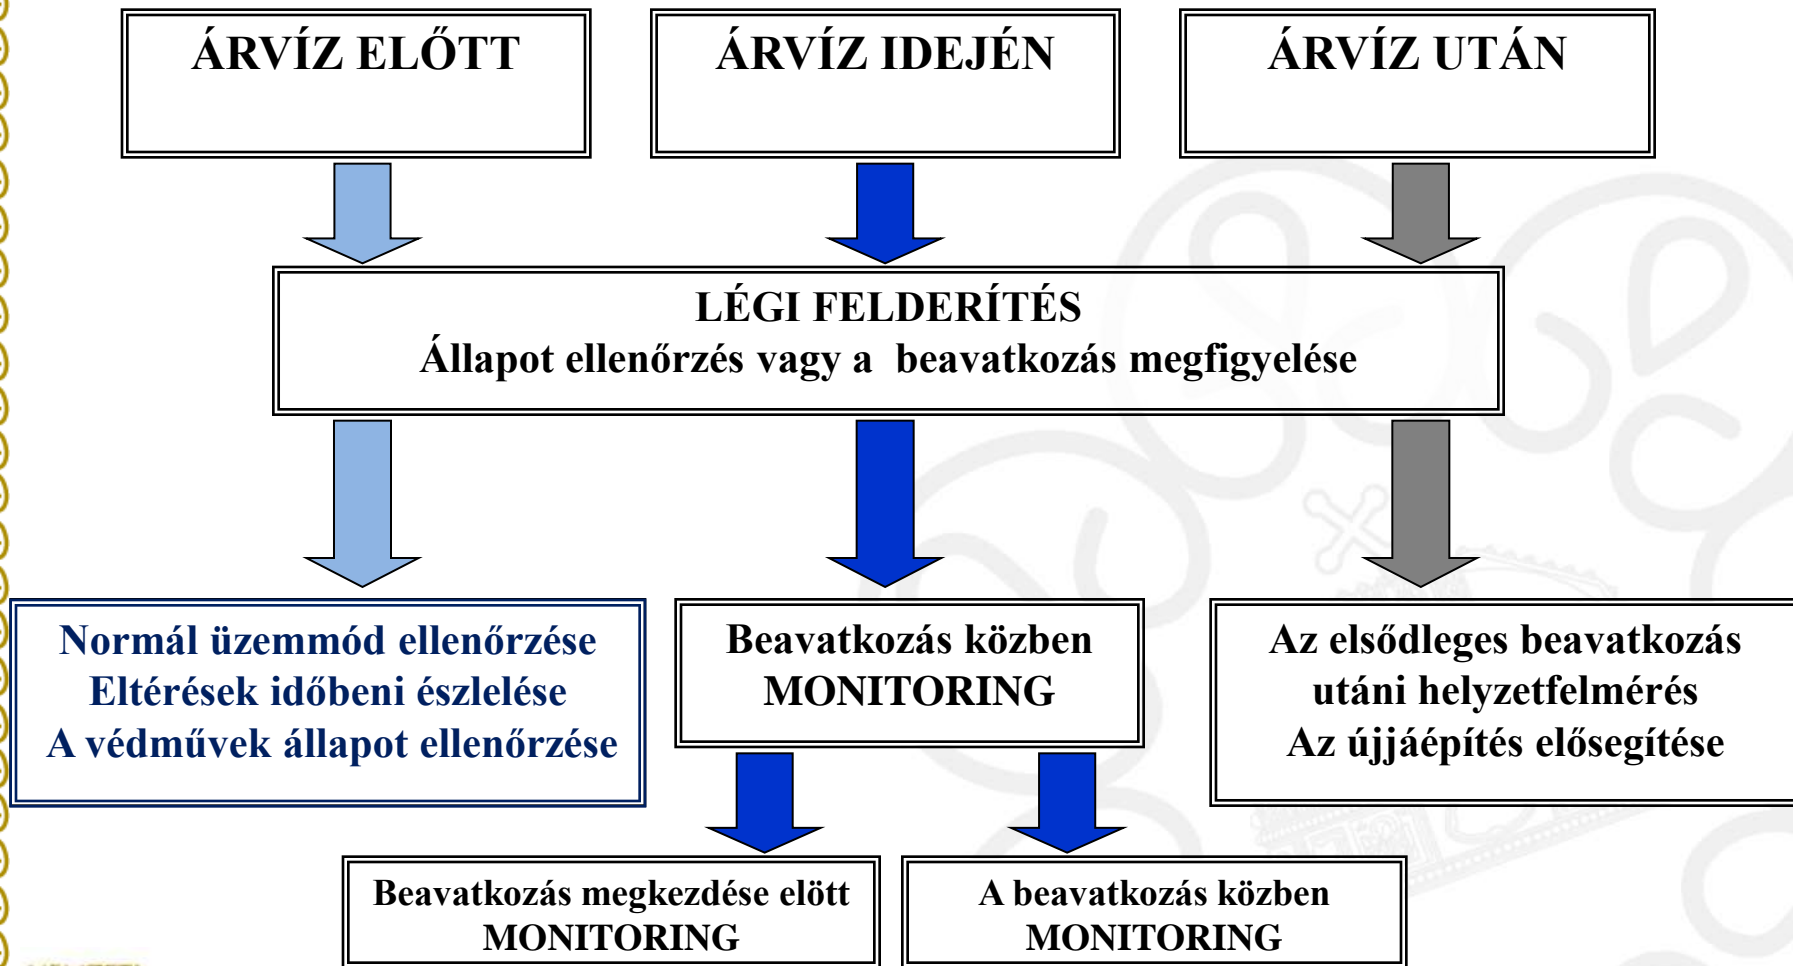 ÁRVÍZ ELŐTT
ÁRVÍZ IDEJÉN
ÁRVÍZ UTÁN
LÉGI FELDERÍTÉS
Állapot ellenőrzés vagy a beavatkozás megfigyelése
Normál üzemmód ellenőrzése
Eltérések időbeni észlelése
A védművek állapot ellenőrzése
Beavatkozás közben
MONITORING
Az elsődleges beavatkozás
utáni helyzetfelmérés
Az újjáépítés elősegítése
Beavatkozás megkezdése elött
MONITORING
A beavatkozás közben
MONITORING